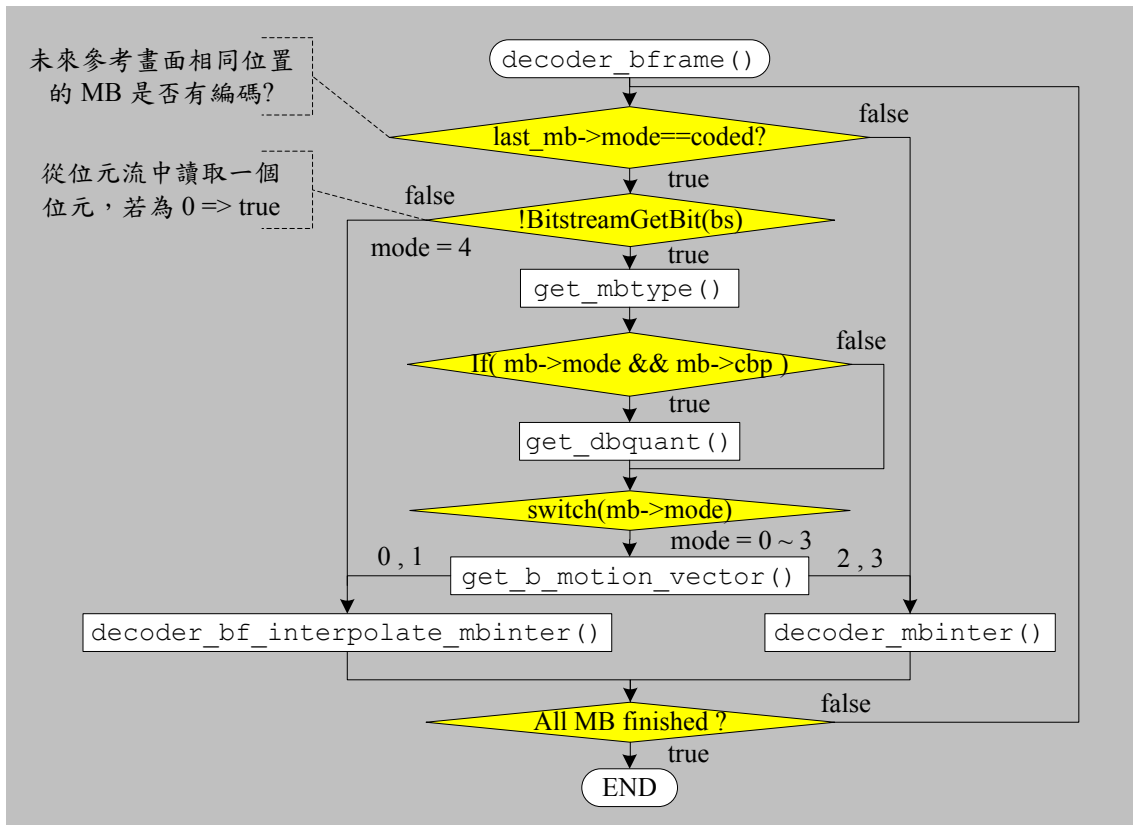 未來參考畫面相同位置
的 MB 是否有編碼?
decoder_bframe()
false
last_mb->mode==coded?
true
從位元流中讀取一個
位元，若為 0 => true
false
!BitstreamGetBit(bs)
mode = 4
true
get_mbtype()
false
If( mb->mode && mb->cbp )
true
get_dbquant()
switch(mb->mode)
mode = 0 ~ 3
0 , 1
get_b_motion_vector()
2 , 3
decoder_bf_interpolate_mbinter()
decoder_mbinter()
false
All MB finished ?
true
END